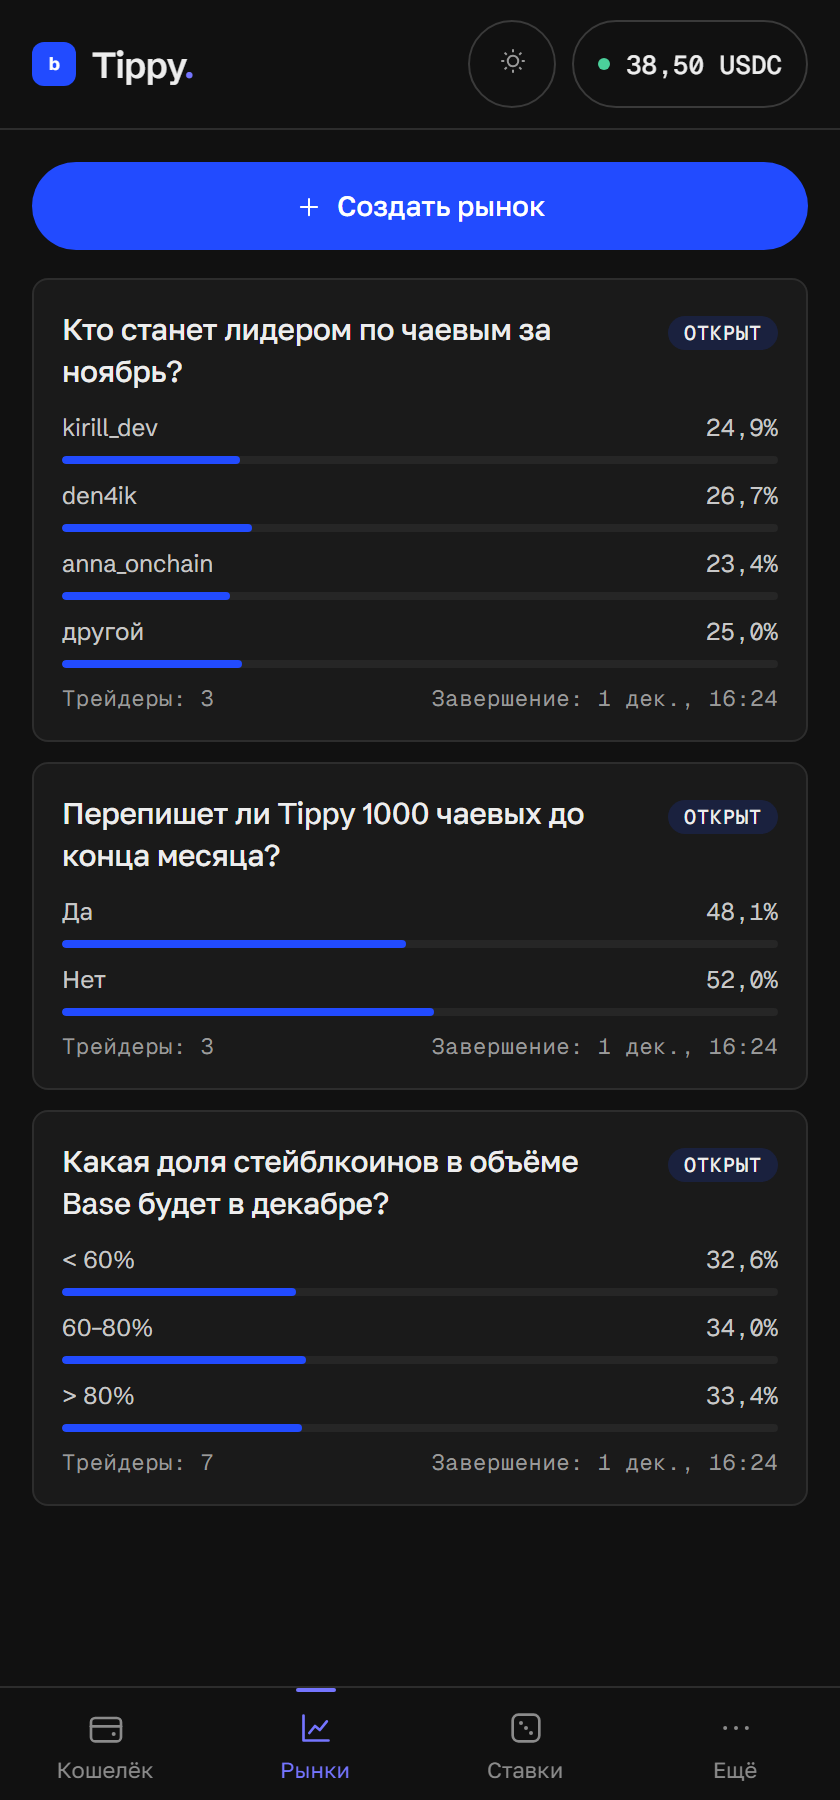 b Tippy.
38,50 USDC
+ Создать рынок
Кто станет лидером по чаевым за
ноябрь?
ОТКРЫТ
kirill_dev 24,9%
den4ik 26,7%
anna_onchain 23,4%
другой 25,0%
Трейдеры: 3 Завершение: 1 дек., 16:24
Перепишет ли Tippy 1000 чаевых до
конца месяца?
ОТКРЫТ
Да 48,1%
Нет 52,0%
Трейдеры: 3 Завершение: 1 дек., 16:24
Какая доля стейблкоинов в объёме
Base будет в декабре?
ОТКРЫТ
< 60% 32,6%
60–80% 34,0%
> 80% 33,4%
Трейдеры: 7 Завершение: 1 дек., 16:24
Кошелёк Рынки Ставки Ещё